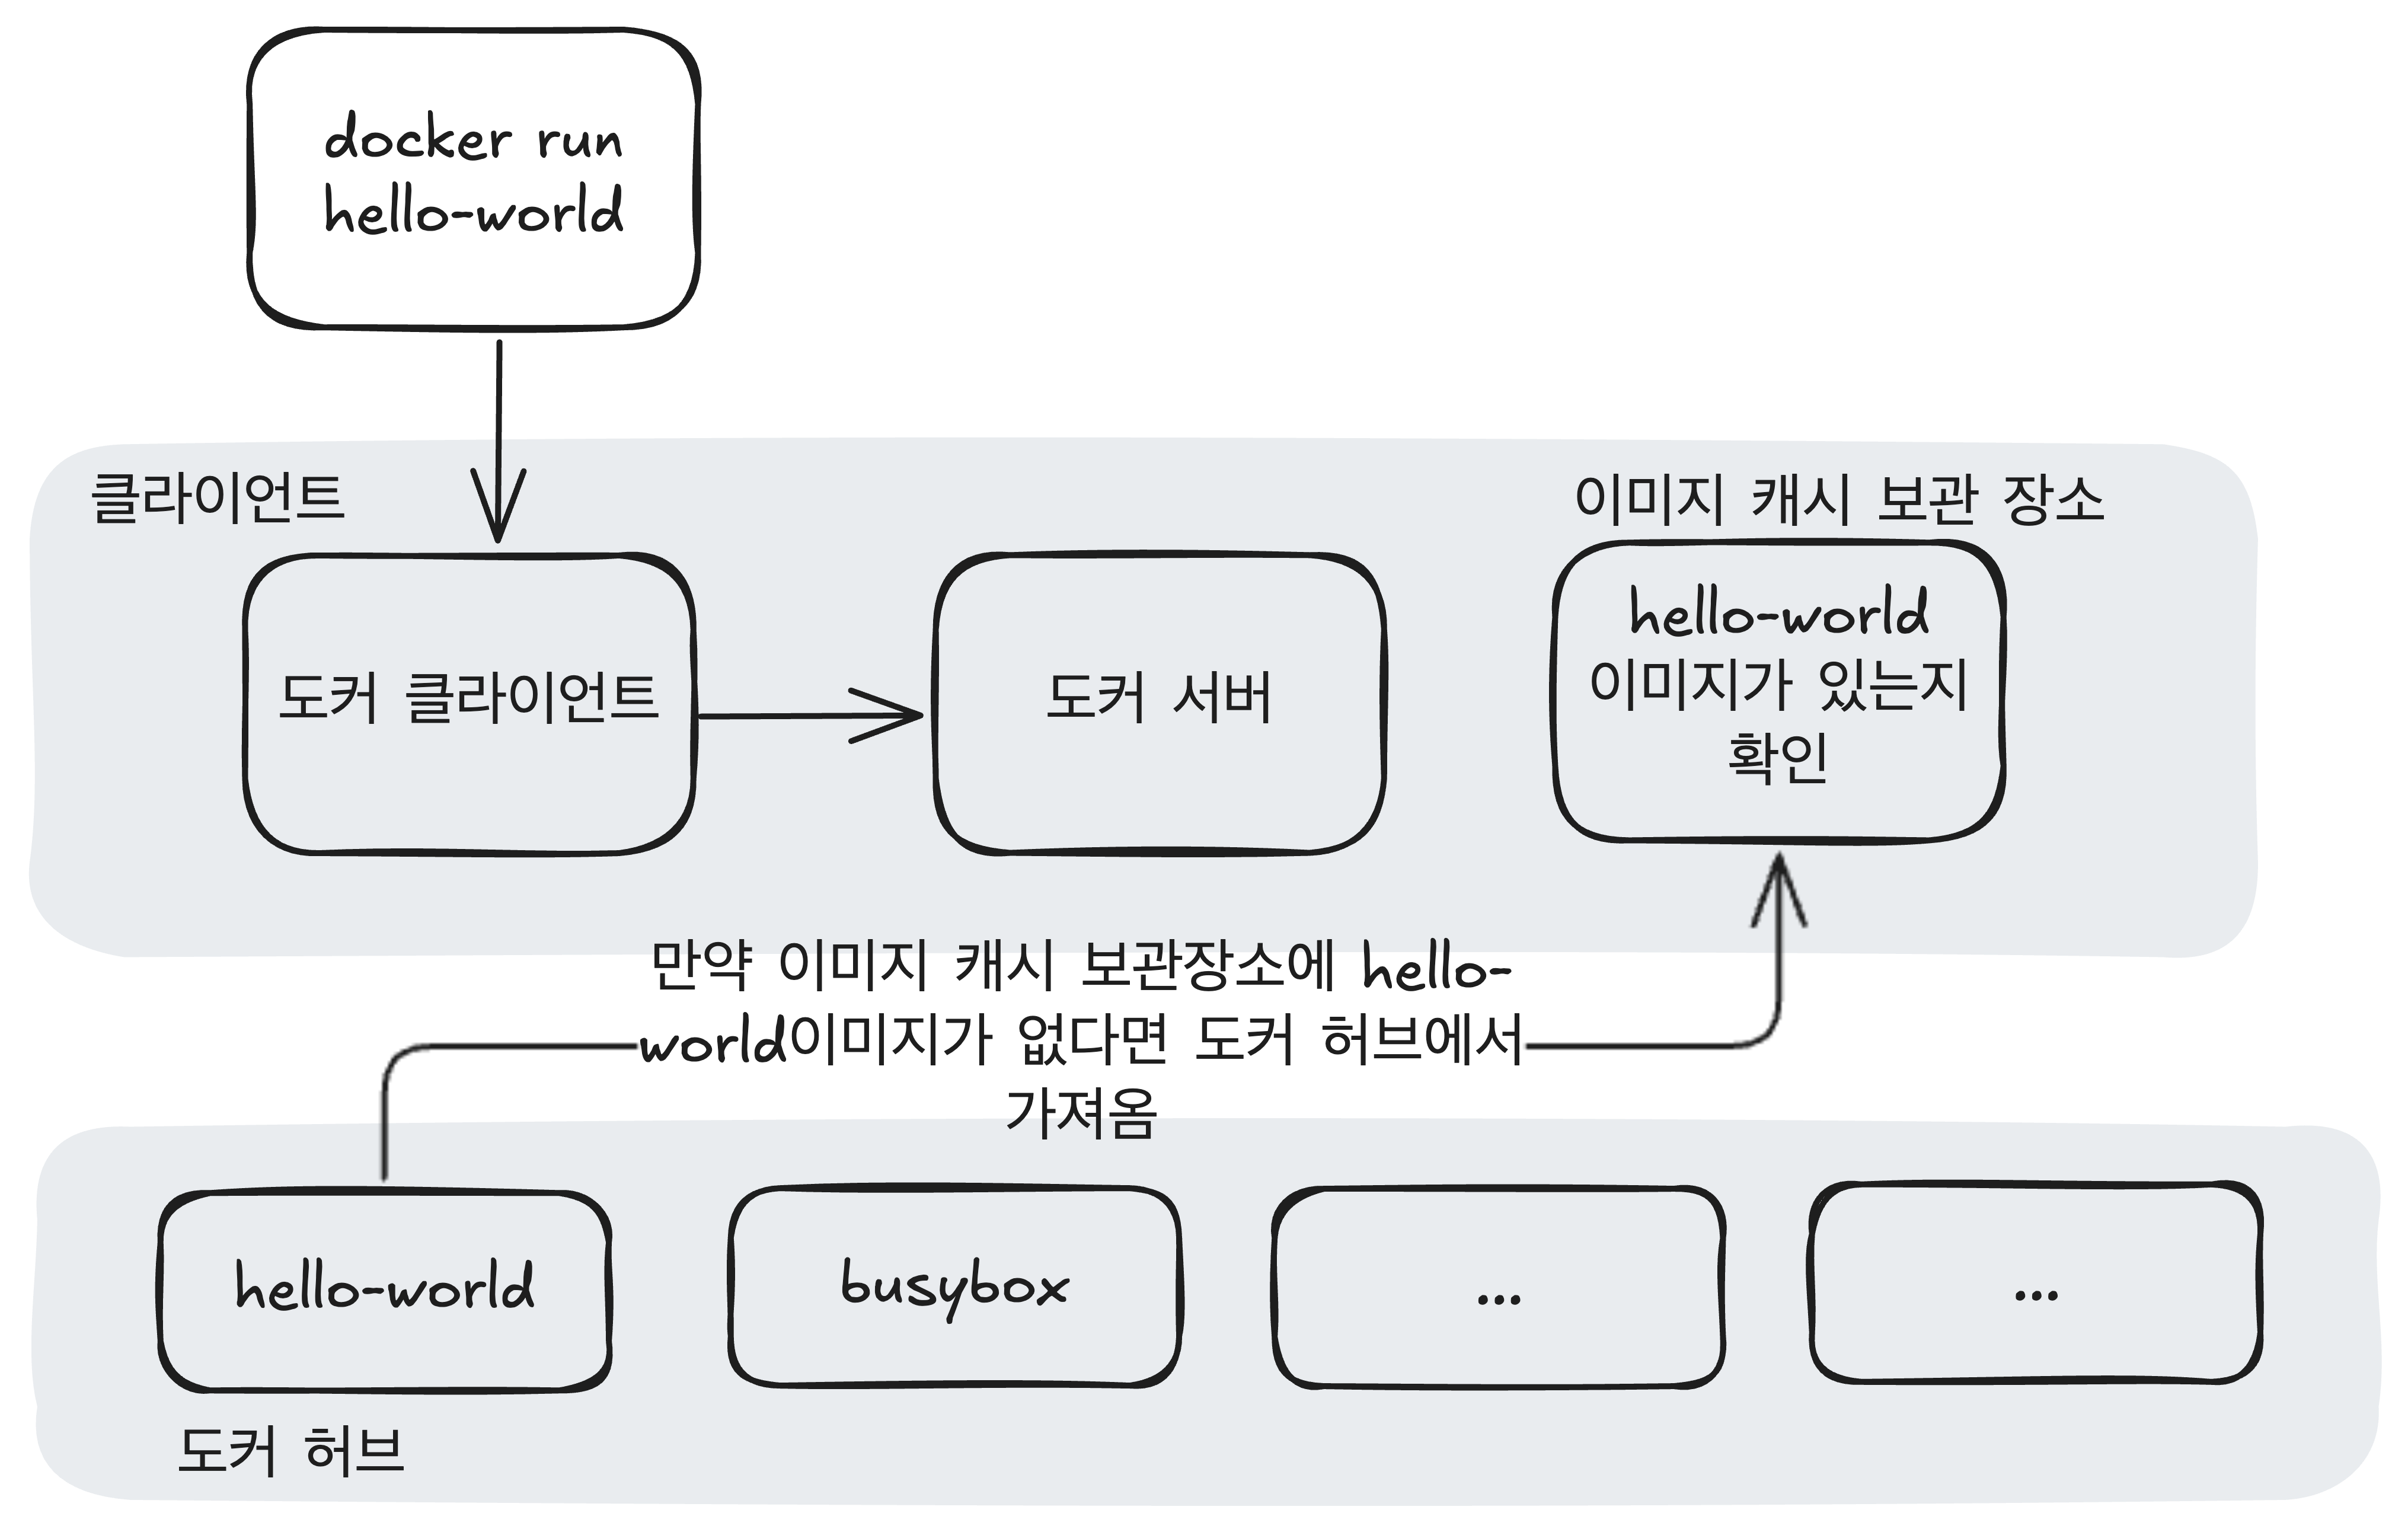 docker run
hello-world
클라이언트
이미지 캐시 보관 장소
도커 클라이언트
도커 서버
hello-world
이미지가 있는지
확인
만약 이미지 캐시 보관장소에 hello-
world이미지가 없다면 도커 허브에서
가져옴
hello-world
busybox
...
...
도커 허브